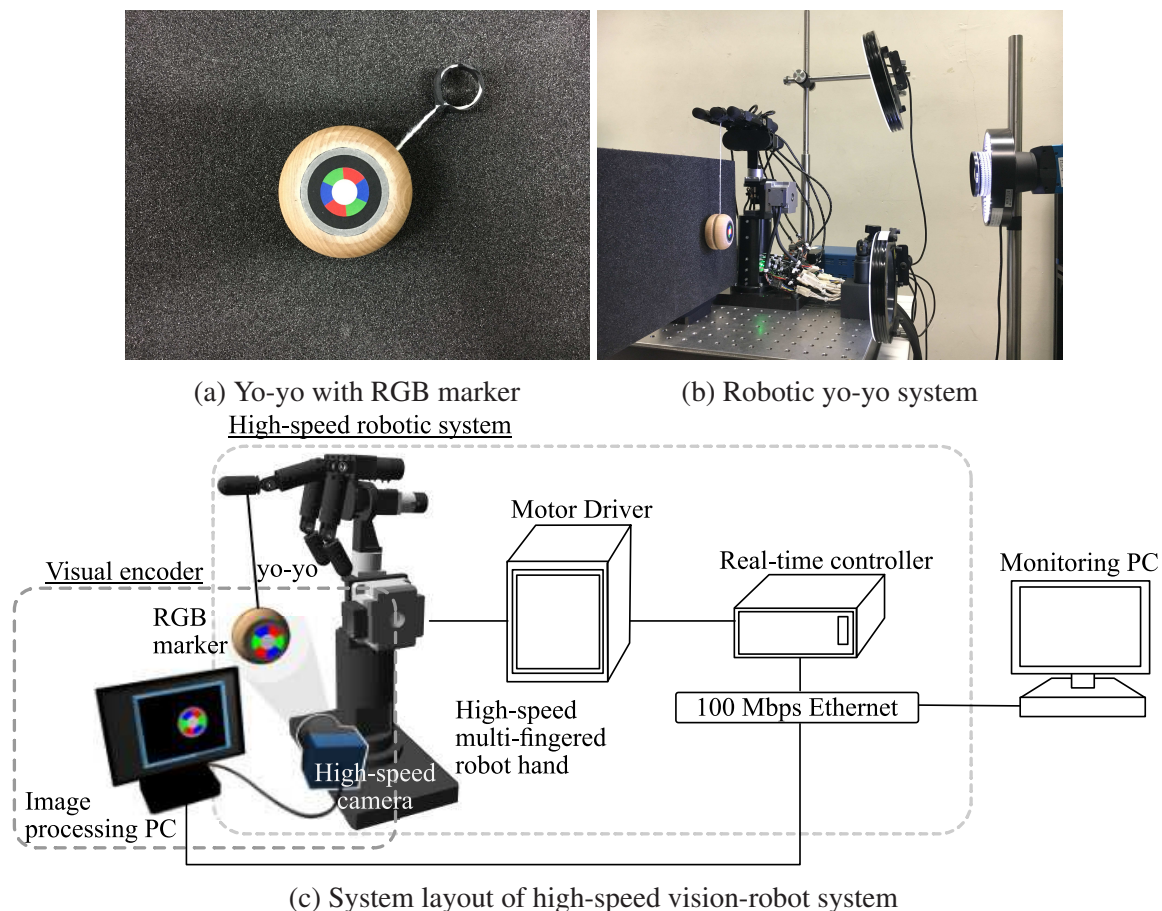 (a) Yo-yo with RGB marker
(b) Robotic yo-yo system
High-speed robotic system
Motor Driver
Real-time controller
Monitoring PC
Visual encoder
yo-yo
RGB
marker
100 Mbps Ethernet
High-speed
multi-fingered
robot hand
High-speed
camera
Image
processing PC
(c) System layout of high-speed vision-robot system